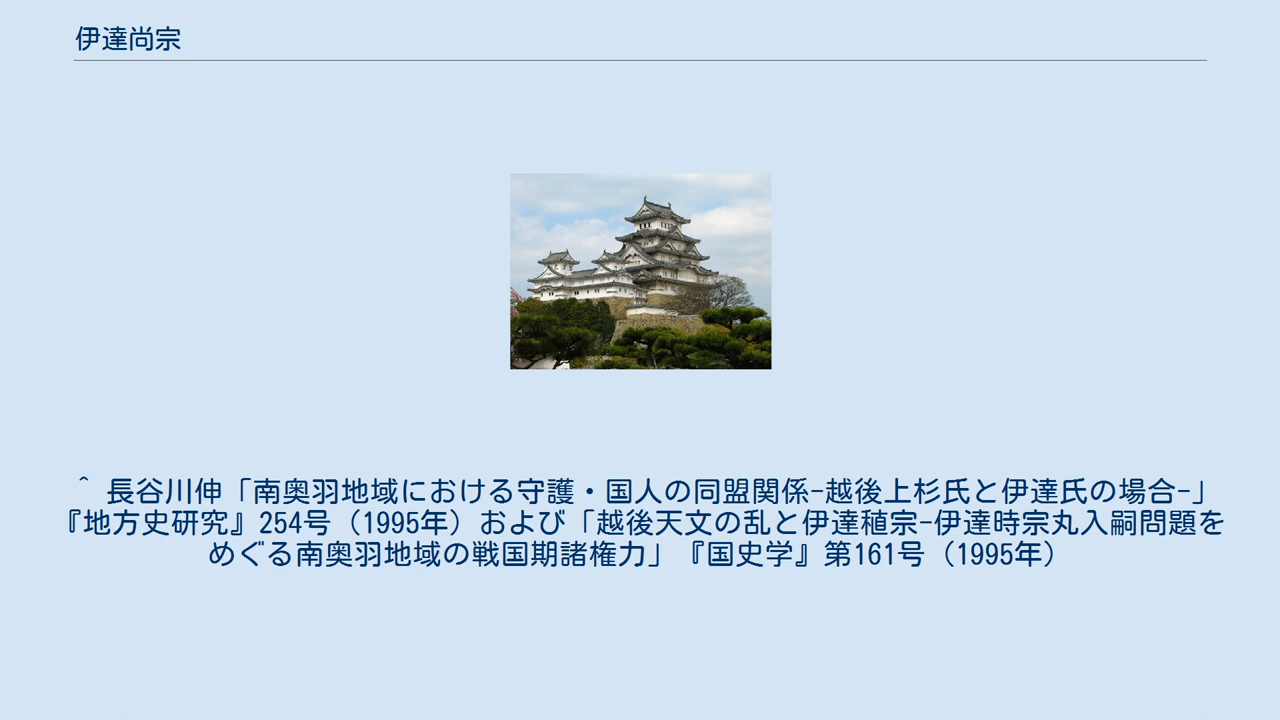 伊達尚宗
^ 長谷川伸「南奥羽地域における守護・国人の同盟関係-越後上杉氏と伊達氏の場合-」
『地方史研究』254号（1995年）および「越後天文の乱と伊達稙宗-伊達時宗丸入嗣問題を
めぐる南奥羽地域の戦国期諸権力」『国史学』第161号（1995年）